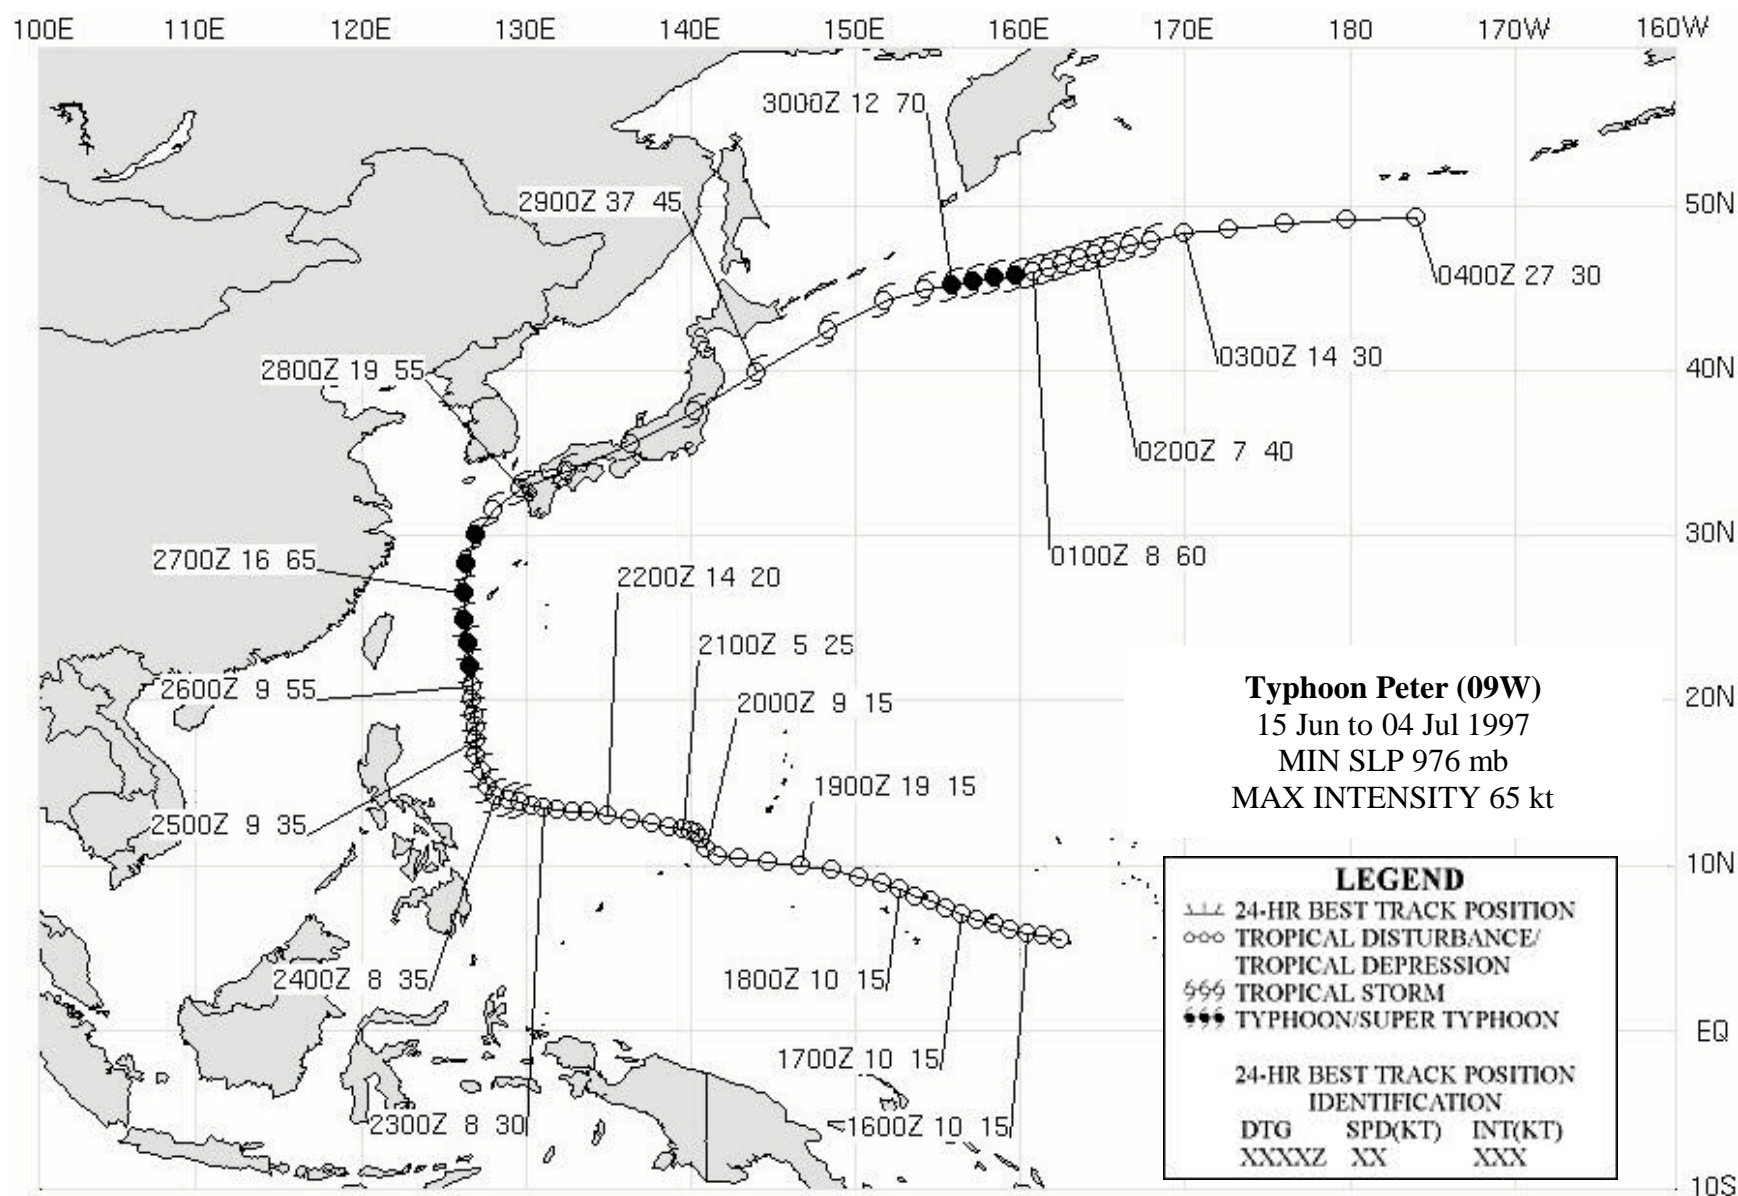 100E 110E 120E 130E 140E 150E 160E 170E 180 170W 160W
3000Z 12 70
2900Z 37 45
50N
0400Z 27 30
2800Z 19 55
0300Z 14 30
40N
0200Z 7 40
30N
2700Z 16 65
0100Z 8 60
2200Z 14 20
2100Z 5 25
2600Z 9 55
2000Z 9 15
20N
Typhoon Peter (09W)
15 Jun to 04 Jul 1997
MIN SLP 976 mb
MAX INTENSITY 65 kt
1900Z 19 15
2500Z 9 35
10N
2400Z 8 35
1800Z 10 15
EQ
1700Z 10 15
2300Z 8 30
1600Z 10 15
10S
LEGEND
24-HR BEST TRACK POSITION
TROPICAL DISTURBANCE/
TROPICAL DEPRESSION
TROPICAL STORM
TYPHOON/SUPER TYPHOON
24-HR BEST TRACK POSITION
IDENTIFICATION
DTG SPD(KT) INT(KT)
XXXXZ XX XXX